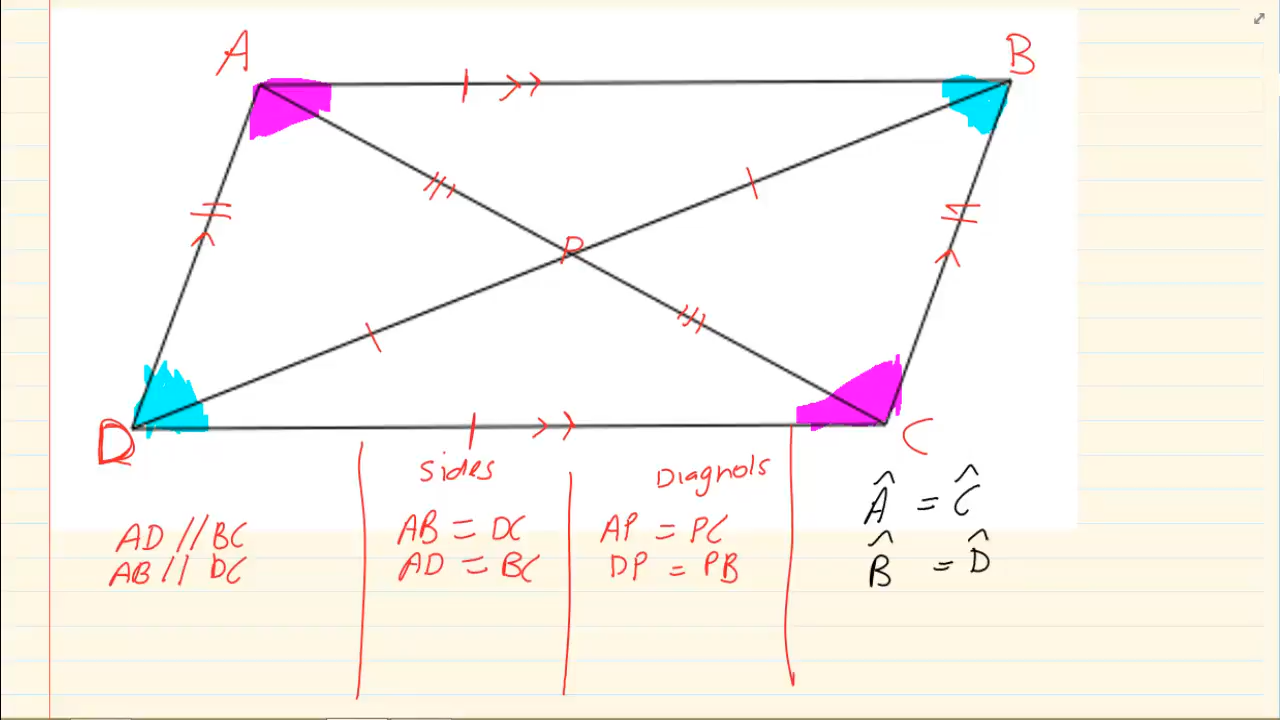 A
B
P
D
C
Sides
Diagnols
AD // BC
AB // DC
AB = DC
AD = BC
AP = PC
DP = PB
Â = Ĉ
B̂ = D̂